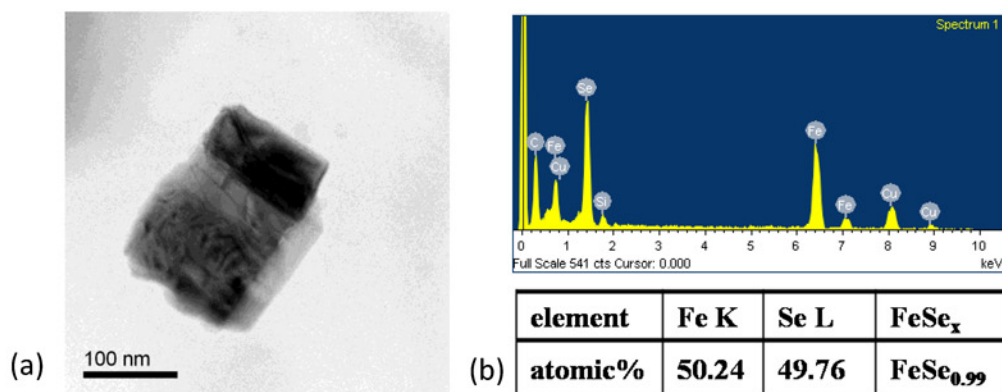 (a)
100 nm
(b)
Spectrum 1
Se
C
Fe
Cu
Si
Fe
Fe
Cu
Cu
0 1 2 3 4 5 6 7 8 9 10
Full Scale 541 cts Cursor: 0.000 keV
element Fe K Se L FeSeₓ
atomic% 50.24 49.76 FeSe₀.₉₉